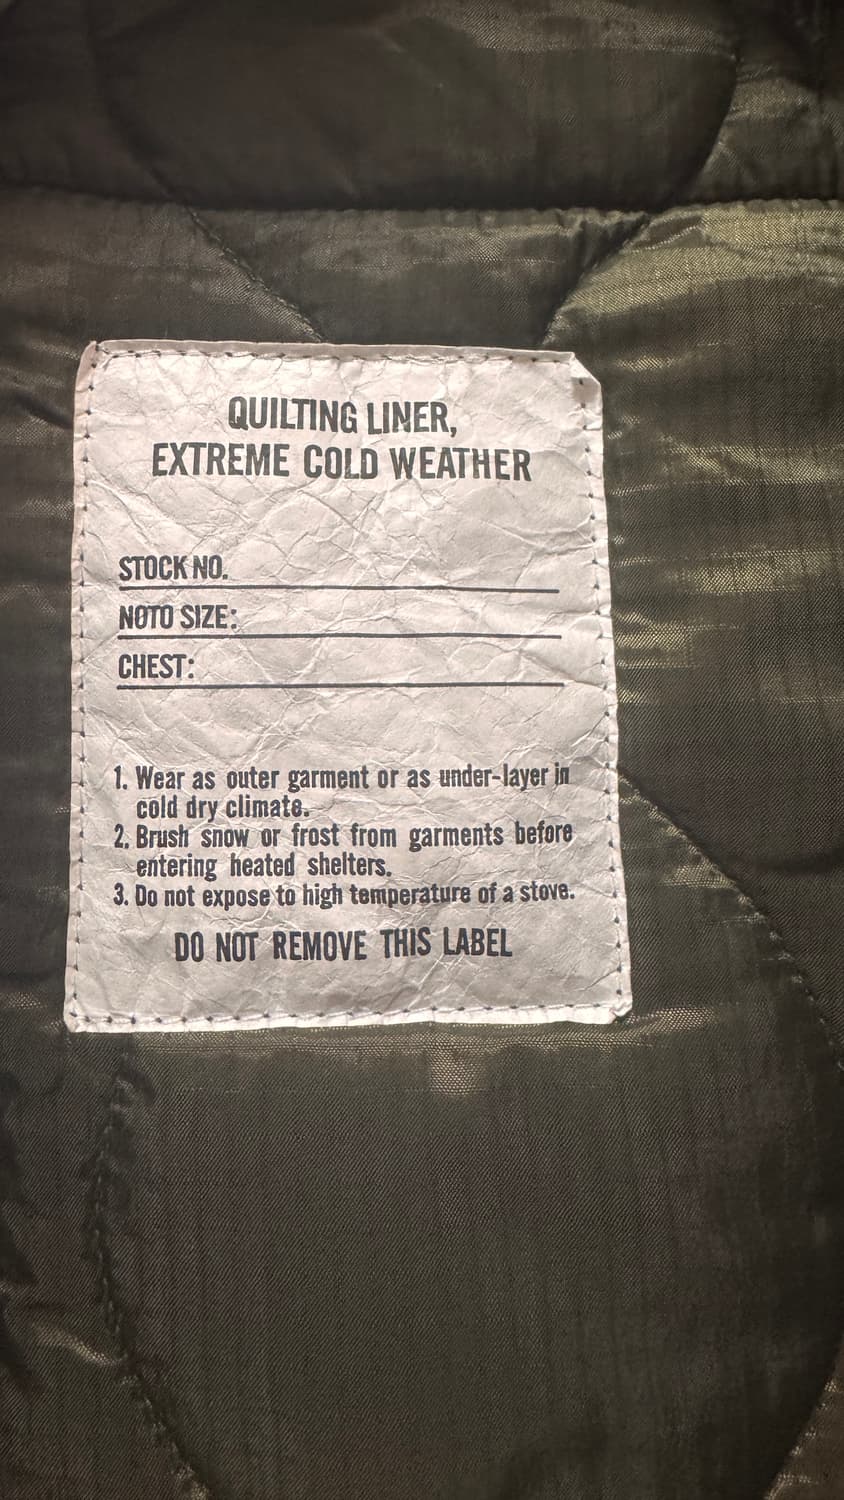 QUILTING LINER,
EXTREME COLD WEATHER
STOCK NO.
NOTO SIZE:
CHEST:
1. Wear as outer garment or as under-layer in
cold dry climate.
2. Brush snow or frost from garments before
entering heated shelters.
3. Do not expose to high temperature of a stove.
DO NOT REMOVE THIS LABEL